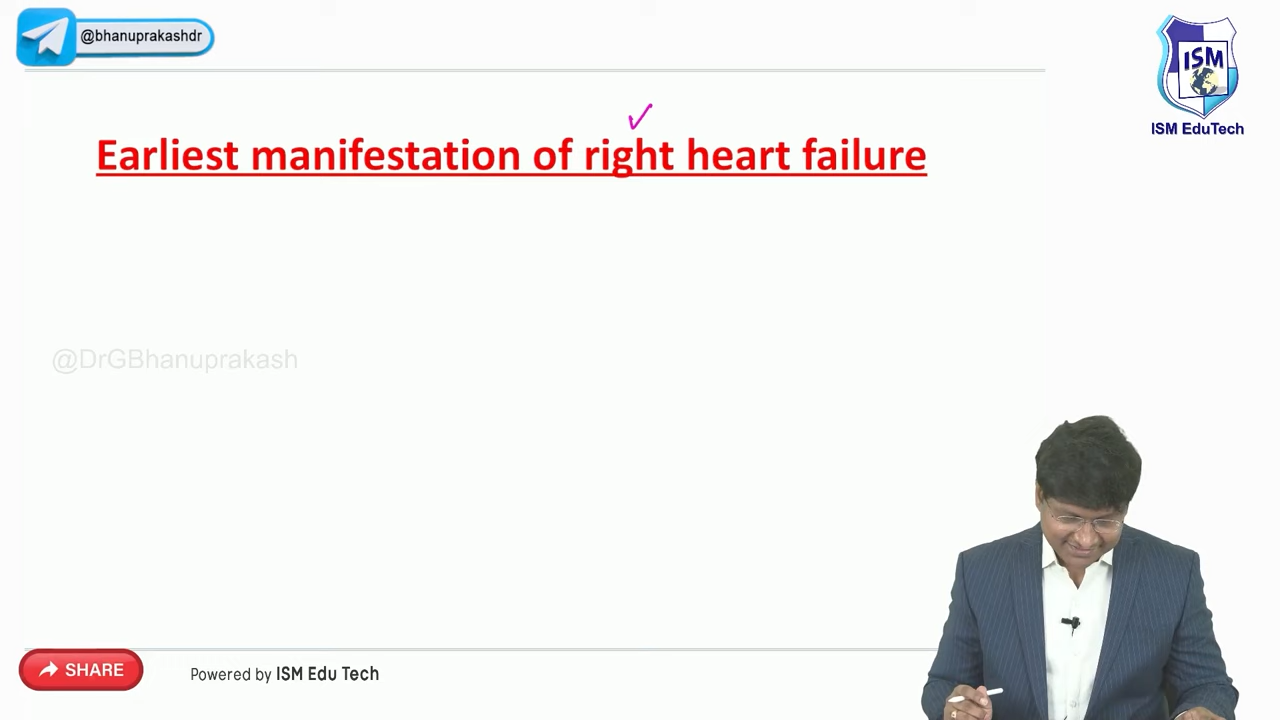 @bhanuprakashdr
ISM
ISM EduTech
Earliest manifestation of right heart failure
@DrGBhanuprakash
SHARE
Powered by ISM Edu Tech